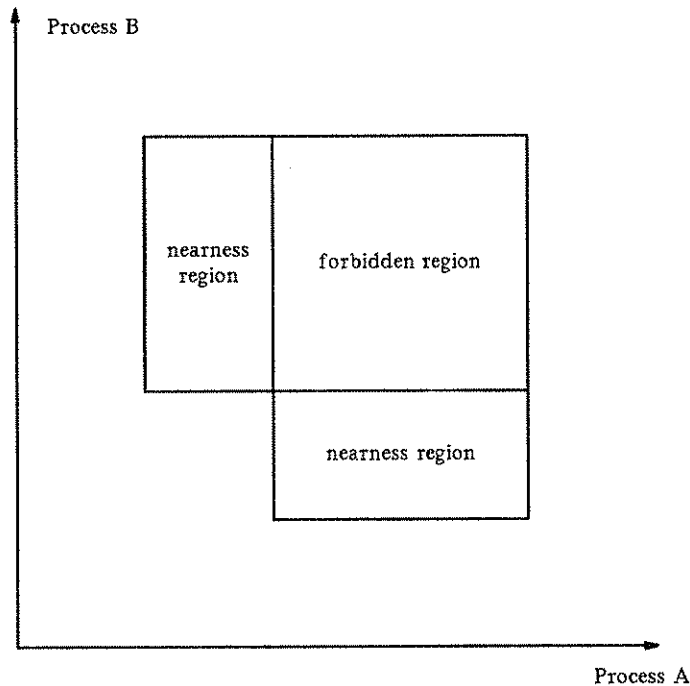 Process B
nearness
region
forbidden region
nearness region
Process A